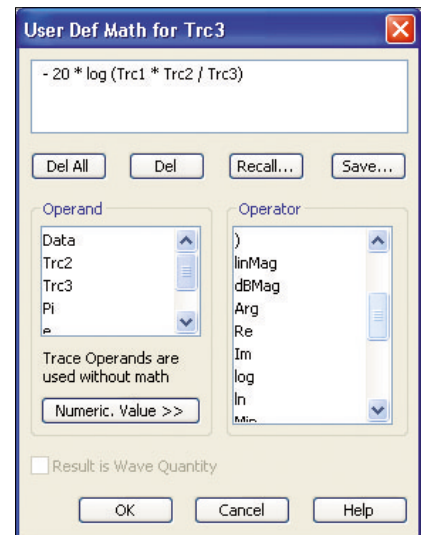 User Def Math for Trc3
- 20 * log (Trc1 * Trc2 / Trc3)
Del All
Del
Recall...
Save...
Operand
Data
Trc2
Trc3
Pi
e
Trace Operands are
used without math
Numeric. Value >>
Operator
)
linMag
dBMag
Arg
Re
Im
log
ln
Min
Result is Wave Quantity
OK
Cancel
Help